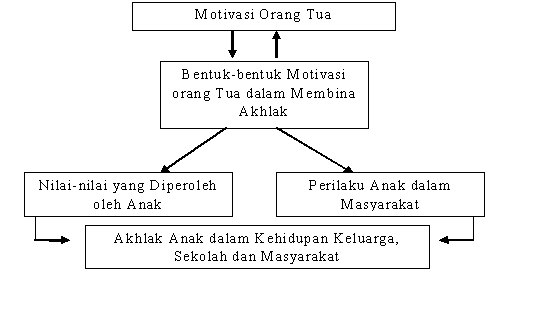 Motivasi Orang Tua
Bentuk-bentuk Motivasi
orang Tua dalam Membina
Akhlak
Nilai-nilai yang Diperoleh
oleh Anak
Perilaku Anak dalam
Masyarakat
Akhlak Anak dalam Kehidupan Keluarga,
Sekolah dan Masyarakat